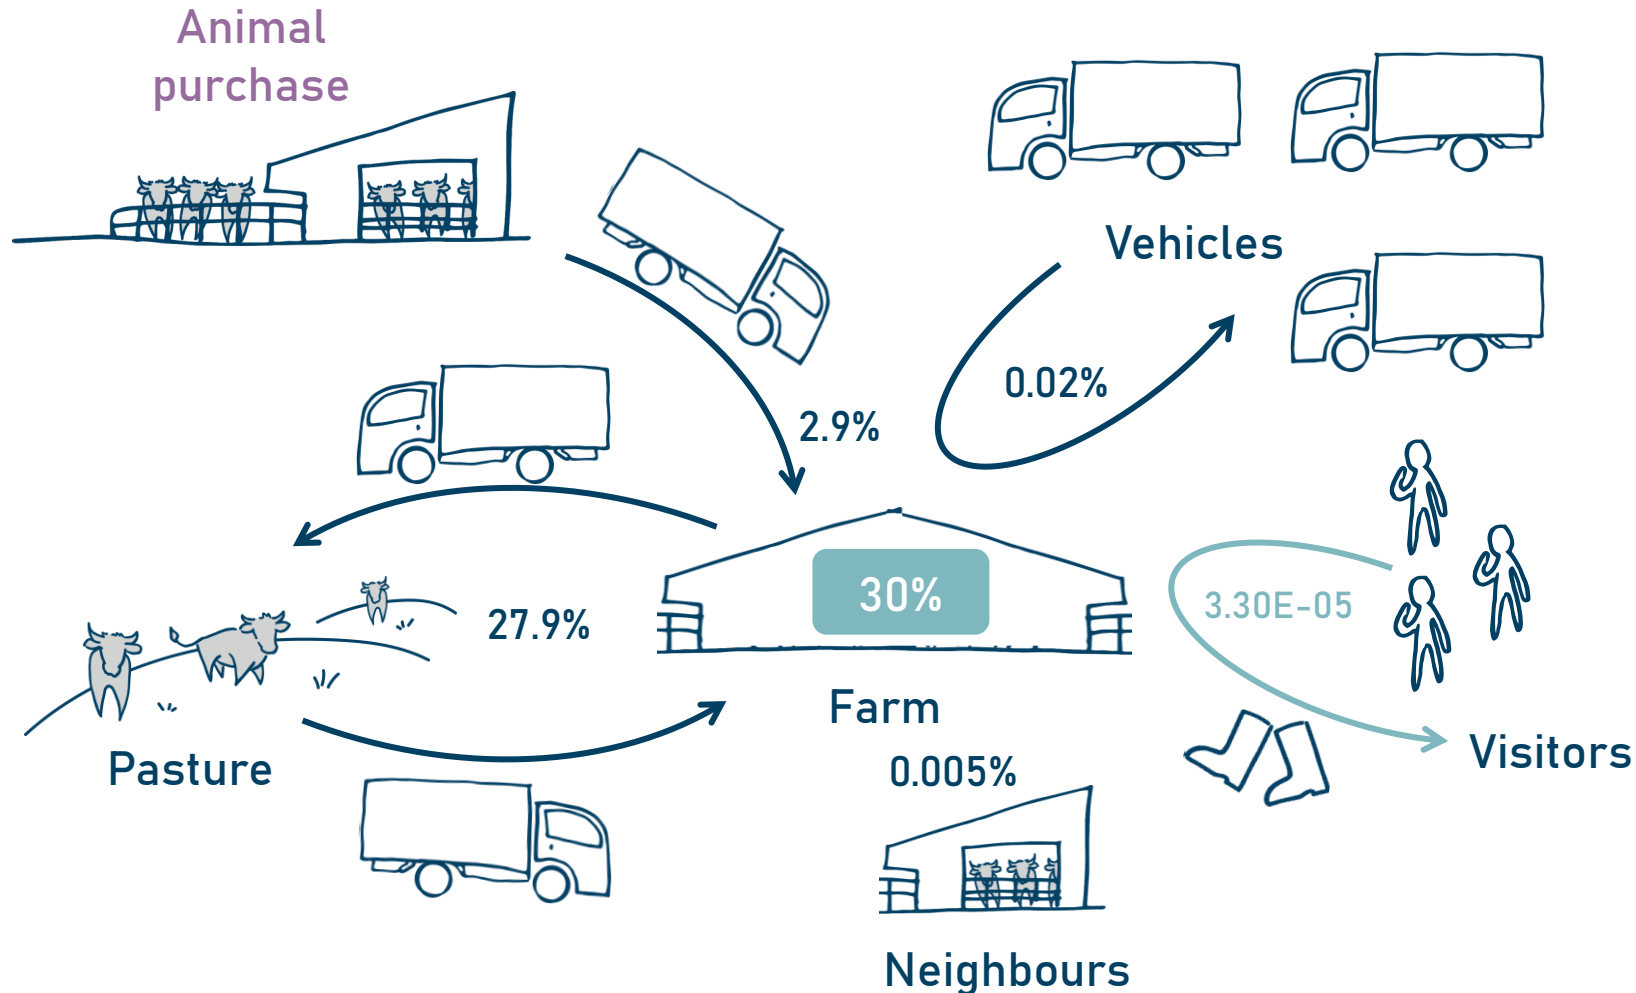 Animal
purchase
Vehicles
0.02%
2.9%
30%
3.30E-05
27.9%
Farm
Visitors
Pasture
0.005%
Neighbours